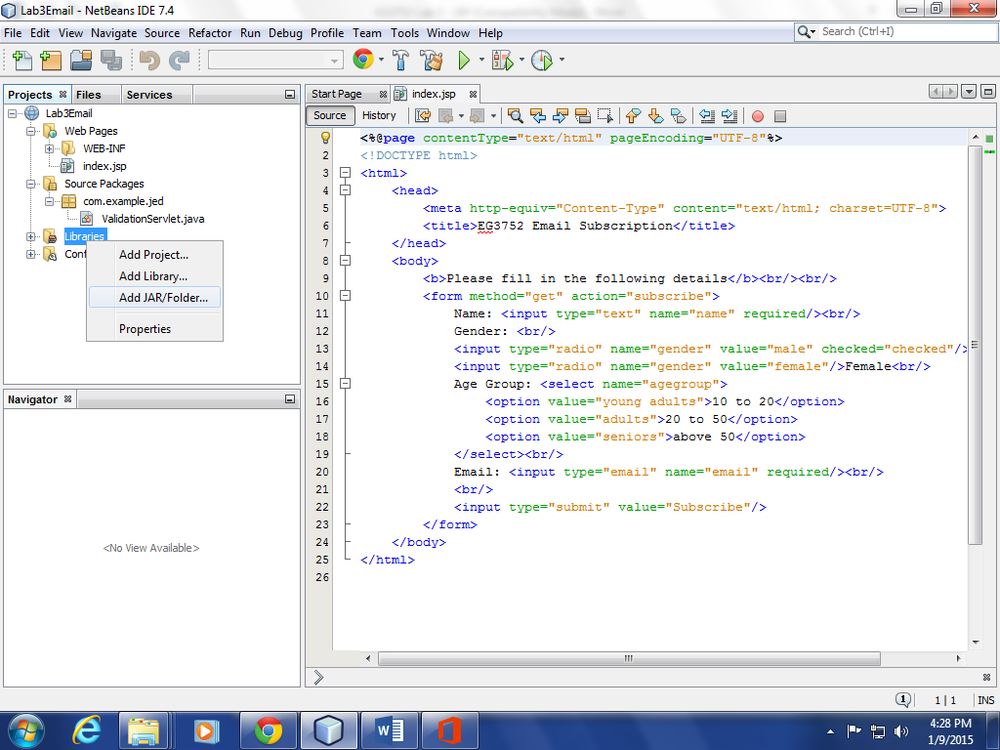 Lab3Email - NetBeans IDE 7.4
File Edit View Navigate Source Refactor Run Debug Profile Team Tools Window Help
Search (Ctrl+I)
Projects Files Services
Lab3Email
Web Pages
WEB-INF
index.jsp
Source Packages
com.example.jed
ValidationServlet.java
Libraries
Conf
Add Project...
Add Library...
Add JAR/Folder...
Properties
Navigator
<No View Available>
Start Page index.jsp
Source History
<%@page contentType="text/html" pageEncoding="UTF-8"%>
2 <!DOCTYPE html>
3 <html>
4 <head>
5 <meta http-equiv="Content-Type" content="text/html; charset=UTF-8">
6 <title>EG3752 Email Subscription</title>
7 </head>
8 <body>
9 <b>Please fill in the following details</b><br/><br/>
10 <form method="get" action="subscribe">
11 Name: <input type="text" name="name" required/><br/>
12 Gender: <br/>
13 <input type="radio" name="gender" value="male" checked="checked"/>
14 <input type="radio" name="gender" value="female"/>Female<br/>
15 Age Group: <select name="agegroup">
16 <option value="young adults">10 to 20</option>
17 <option value="adults">20 to 50</option>
18 <option value="seniors">above 50</option>
19 </select><br/>
20 Email: <input type="email" name="email" required/><br/>
21 <br/>
22 <input type="submit" value="Subscribe"/>
23 </form>
24 </body>
25 </html>
26
1 1 | 1 INS
4:28 PM
1/9/2015